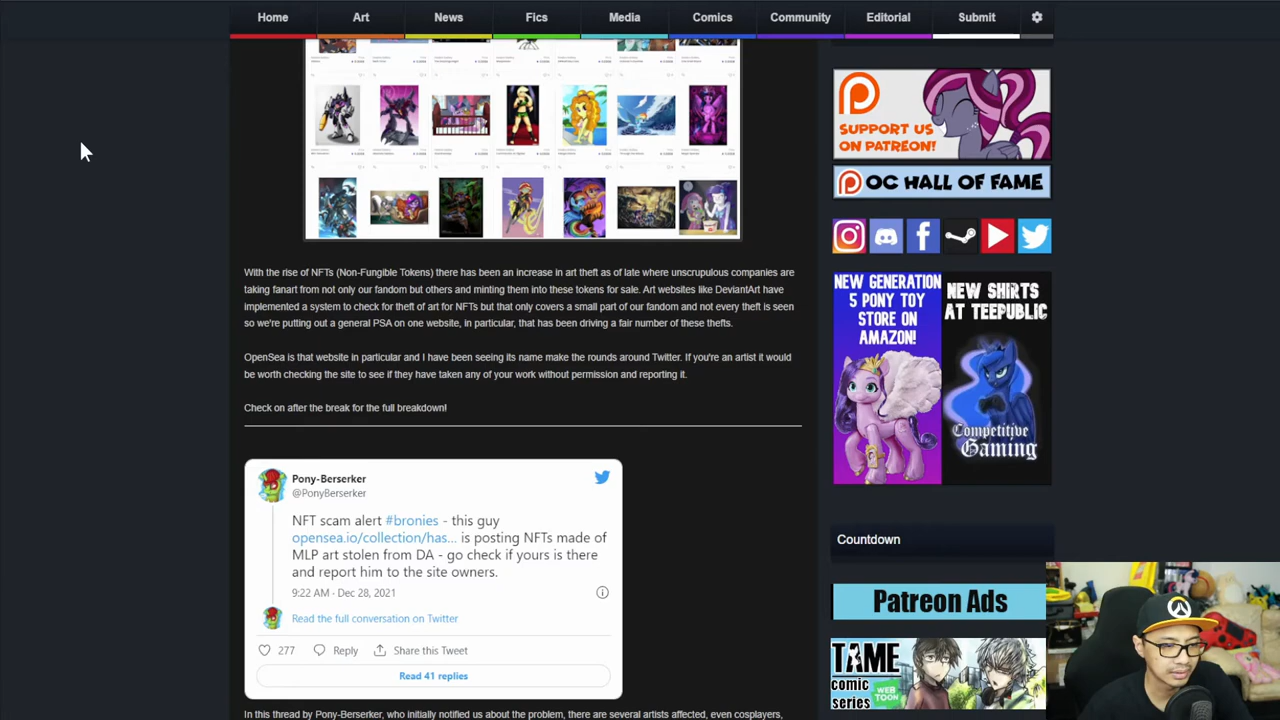 Home
Art
News
Fics
Media
Comics
Community
Editorial
Submit
SUPPORT US
ON PATREON!
OC HALL OF FAME
With the rise of NFTs (Non-Fungible Tokens) there has been an increase in art theft as of late where unscrupulous companies are
taking fanart from not only our fandom but others and minting them into these tokens for sale. Art websites like DeviantArt have
implemented a system to check for theft of art for NFTs but that only covers a small part of our fandom and not every theft is seen
so we're putting out a general PSA on one website, in particular, that has been driving a fair number of these thefts.
OpenSea is that website in particular and I have been seeing its name make the rounds around Twitter. If you're an artist it would
be worth checking the site to see if they have taken any of your work without permission and reporting it.
Check on after the break for the full breakdown!
NEW GENERATION
5 PONY TOY
STORE ON
AMAZON!
NEW SHIRTS
AT TEEPUBLIC
Competitive
Gaming
Pony-Berserker
@PonyBerserker
NFT scam alert #bronies - this guy
opensea.io/collection/has... is posting NFTs made of
MLP art stolen from DA - go check if yours is there
and report him to the site owners.
9:22 AM · Dec 28, 2021
Read the full conversation on Twitter
277
Reply
Share this Tweet
Read 41 replies
In this thread by Pony-Berserker, who initially notified us about the problem, there are several artists affected, even cosplayers,
Countdown
Patreon Ads
TAME
comic
series
WEB
TOON